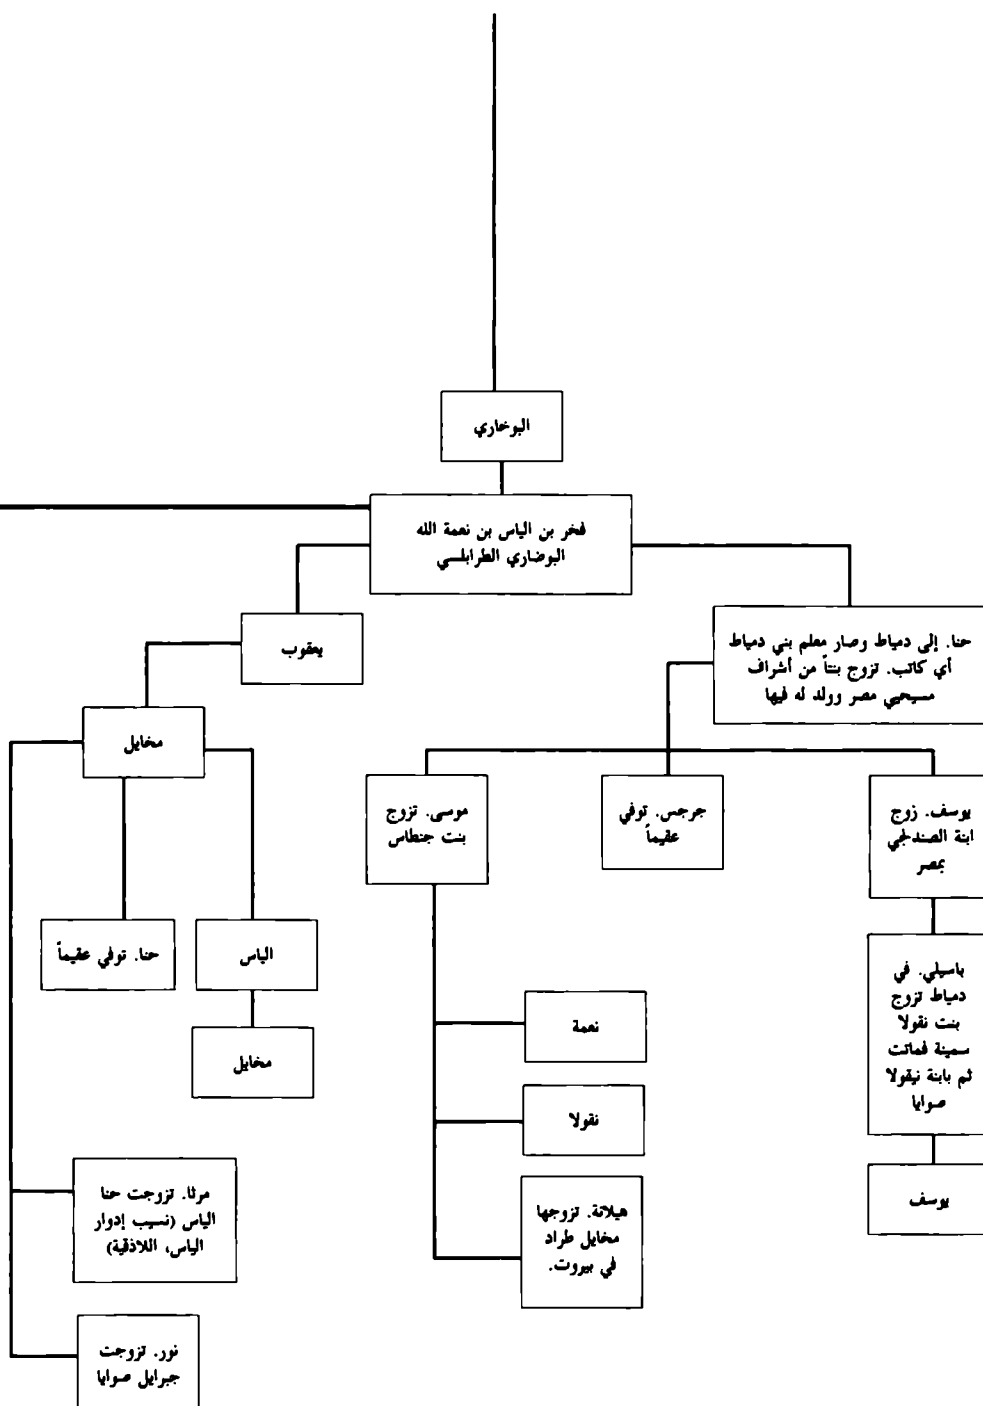 البوخاري
فخر بن الياس بن نعمة الله
البوضاري الطرابلسي
حنا. إلى دمياط وصار معلم بني دمياط
أي كاتب. تزوج بنتاً من أشراف
مسيحيي مصر وولد له فيها
يعقوب
مخايل
يوسف. زوج
ابنة الصندلجي
بمصر
جرجس. توفي
عقيماً
موسى. تزوج
بنت جنطاس
الياس
حنا. توفي عقيماً
باسيلي. في
دمياط تزوج
بنت نقولا
سمينة فماتت
ثم بابنة نيقولا
صوايا
نعمة
مخايل
نقولا
يوسف
هيلانة. تزوجها
مخايل طراد
في بيروت.
مرتا. تزوجت حنا
الياس (نسيب إدوار
الياس، اللاذقية)
نور. تزوجت
جبرايل صوايا